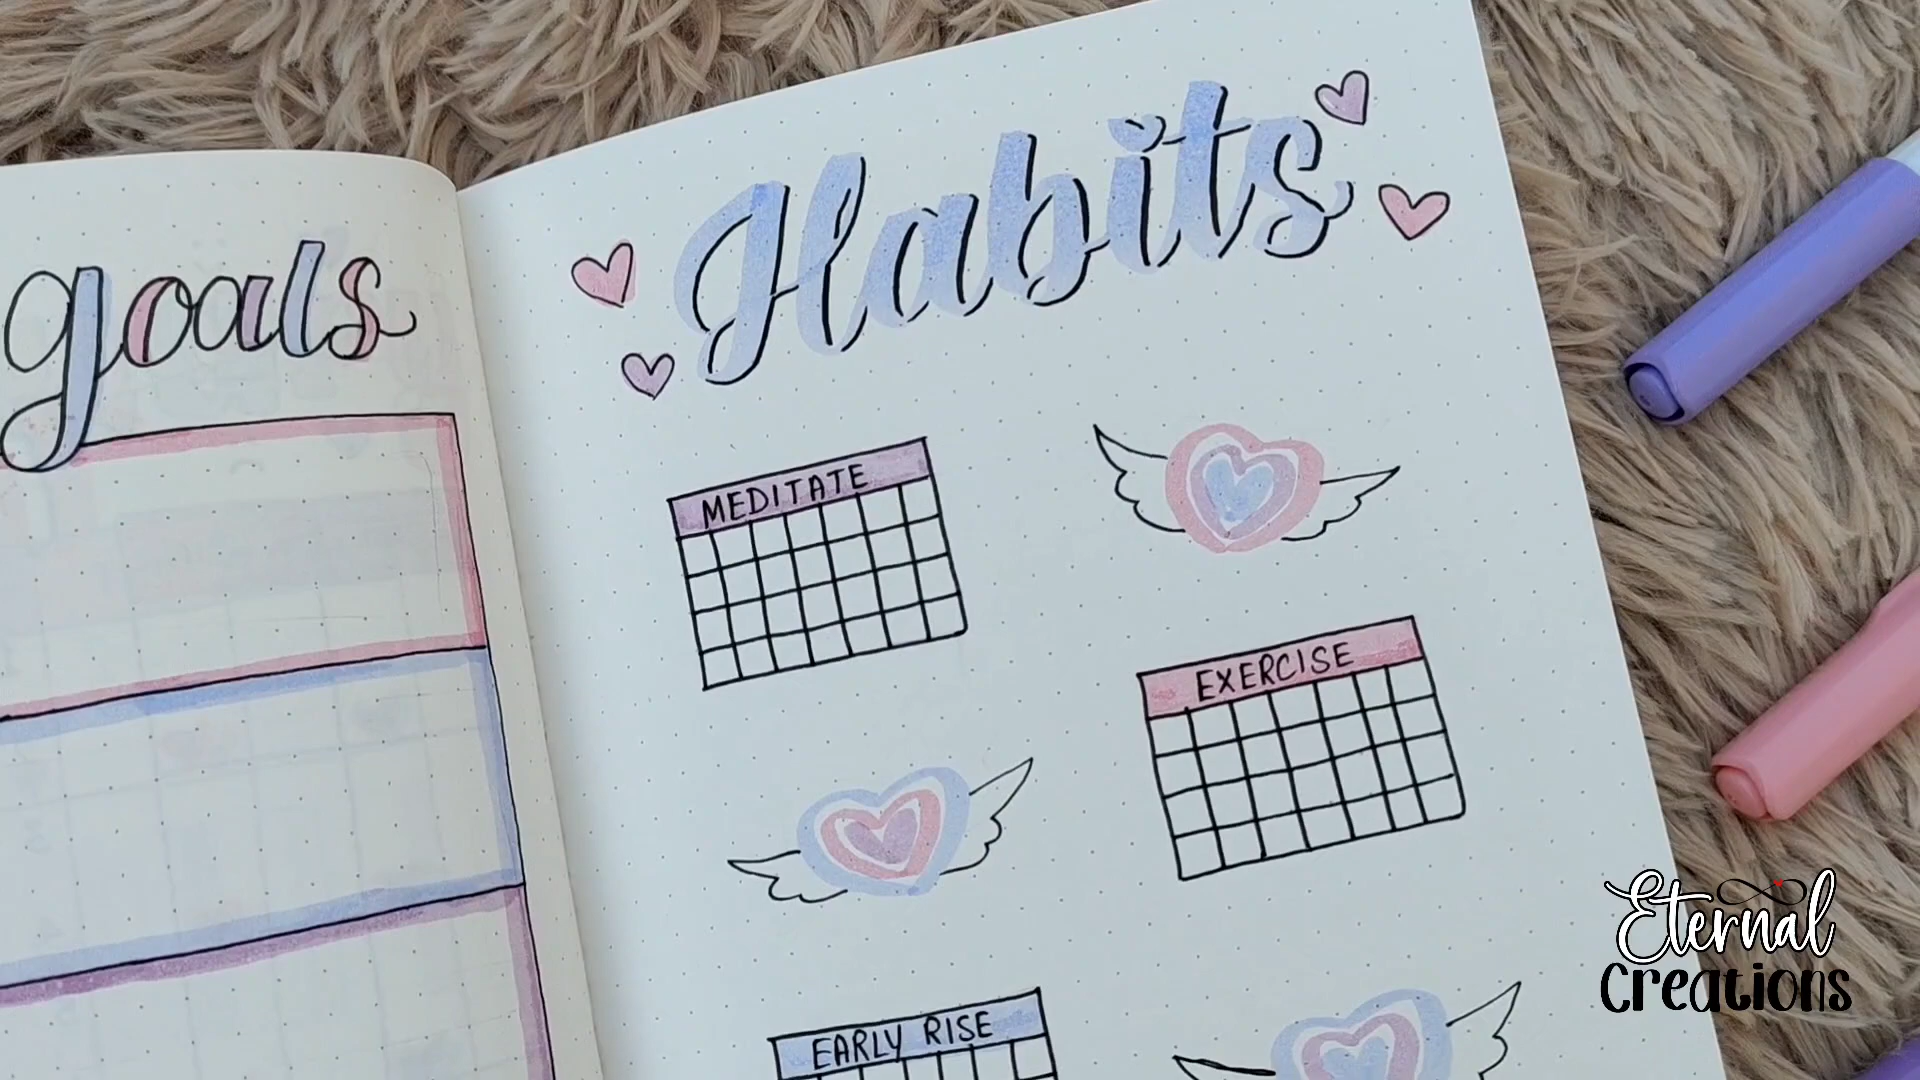 goals
Habits
MEDITATE
EXERCISE
EARLY RISE
Eternal
Creations